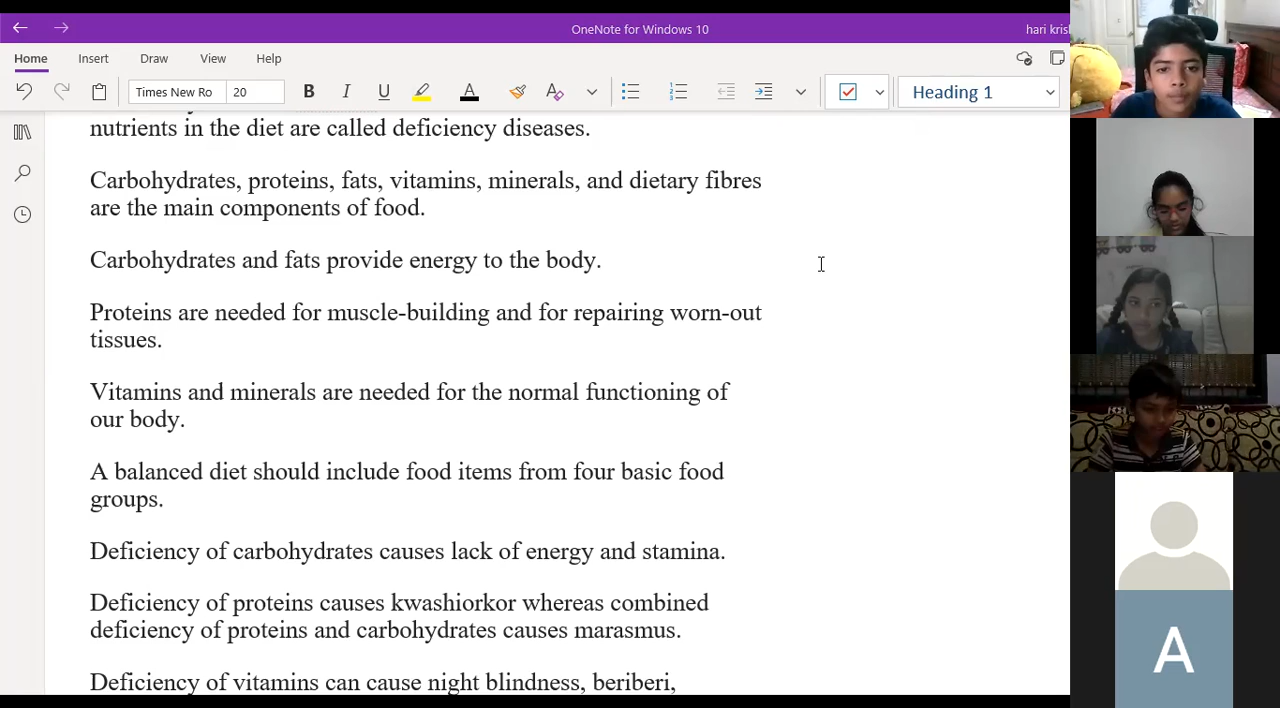 OneNote for Windows 10
hari kris
Home Insert Draw View Help
Times New Ro 20 B I U A Heading 1
nutrients in the diet are called deficiency diseases.
Carbohydrates, proteins, fats, vitamins, minerals, and dietary fibres
are the main components of food.
Carbohydrates and fats provide energy to the body.
Proteins are needed for muscle-building and for repairing worn-out
tissues.
Vitamins and minerals are needed for the normal functioning of
our body.
A balanced diet should include food items from four basic food
groups.
Deficiency of carbohydrates causes lack of energy and stamina.
Deficiency of proteins causes kwashiorkor whereas combined
deficiency of proteins and carbohydrates causes marasmus.
Deficiency of vitamins can cause night blindness, beriberi,
A